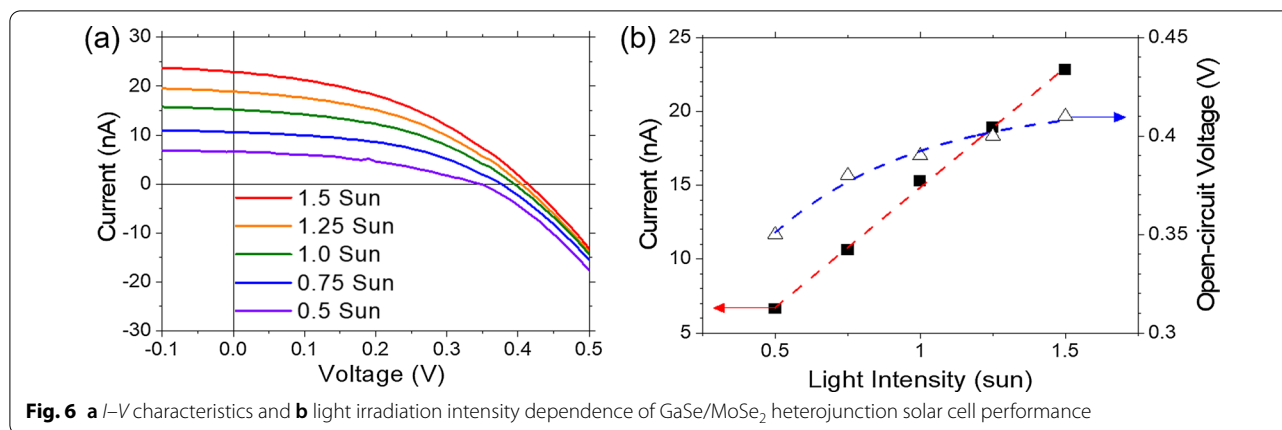 (a)
30
20
10
0
-10
-20
-30
Current (nA)
1.5 Sun
1.25 Sun
1.0 Sun
0.75 Sun
0.5 Sun
-0.1 0.0 0.1 0.2 0.3 0.4 0.5
Voltage (V)
(b)
25
20
15
10
5
Current (nA)
0.45
0.4
0.35
0.3
Open-circuit Voltage (V)
0.5 1 1.5
Light Intensity (sun)
Fig. 6 a I–V characteristics and b light irradiation intensity dependence of GaSe/MoSe₂ heterojunction solar cell performance